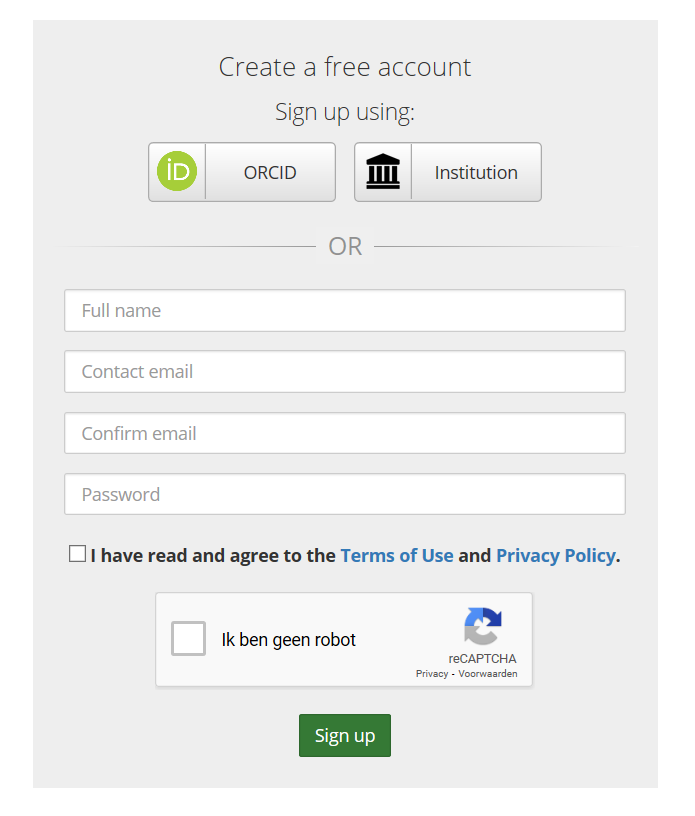 Create a free account
Sign up using:
iD ORCID Institution
OR
Full name
Contact email
Confirm email
Password
I have read and agree to the Terms of Use and Privacy Policy.
Ik ben geen robot
reCAPTCHA
Privacy - Voorwaarden
Sign up